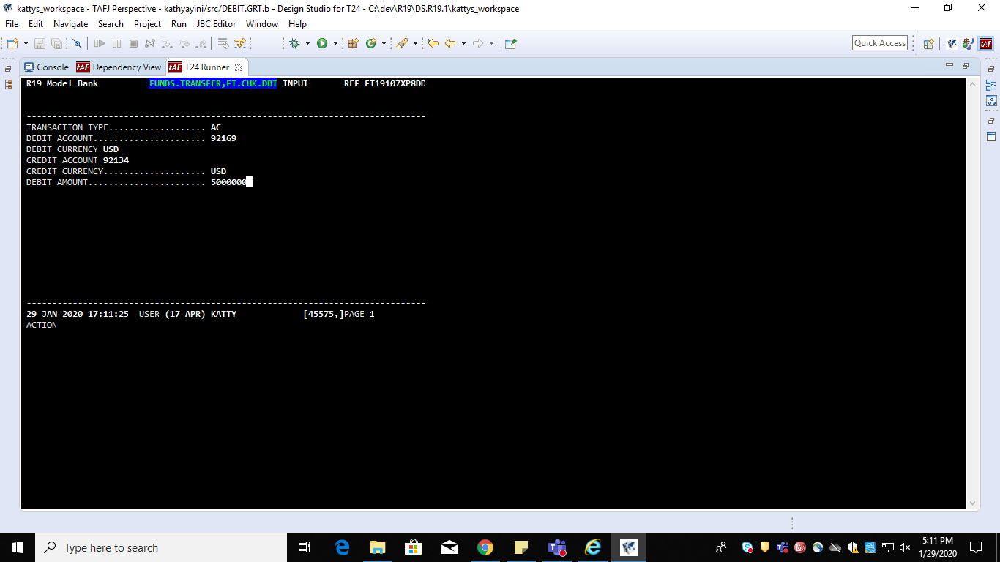 kattys_workspace - TAFJ Perspective - kathyayini/src/DEBIT.GRT.b - Design Studio for T24 - C:\dev\R19\DS.R19.1\kattys_workspace
File Edit Navigate Search Project Run JBC Editor Window Help
Quick Access
tAF
Console tAF Dependency View tAF T24 Runner
R19 Model Bank FUNDS.TRANSFER,FT.CHK.DBT INPUT REF FT19107XP8DD
------------------------------------------------------------------------------
TRANSACTION TYPE................... AC
DEBIT ACCOUNT...................... 92169
DEBIT CURRENCY USD
CREDIT ACCOUNT 92134
CREDIT CURRENCY.................... USD
DEBIT AMOUNT....................... 5000000
------------------------------------------------------------------------------
29 JAN 2020 17:11:25 USER (17 APR) KATTY [45575,]PAGE 1
ACTION
Type here to search
5:11 PM
1/29/2020